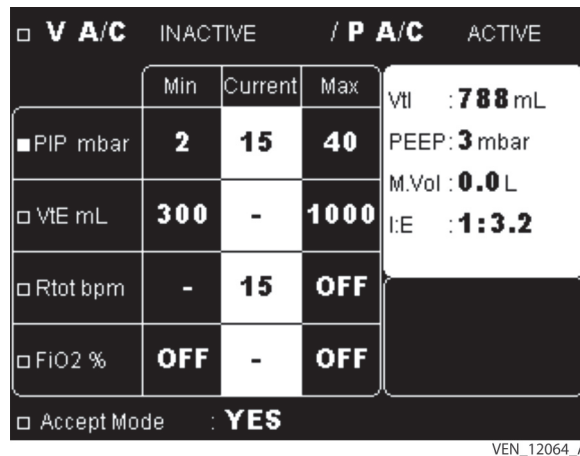 V A/C INACTIVE / P A/C ACTIVE
Min Current Max
PIP mbar 2 15 40
VtE mL 300 - 1000
Rtot bpm - 15 OFF
FiO2 % OFF - OFF
VtI : 788 mL
PEEP: 3 mbar
M.Vol : 0.0 L
I:E : 1:3.2
Accept Mode : YES
VEN_12064_